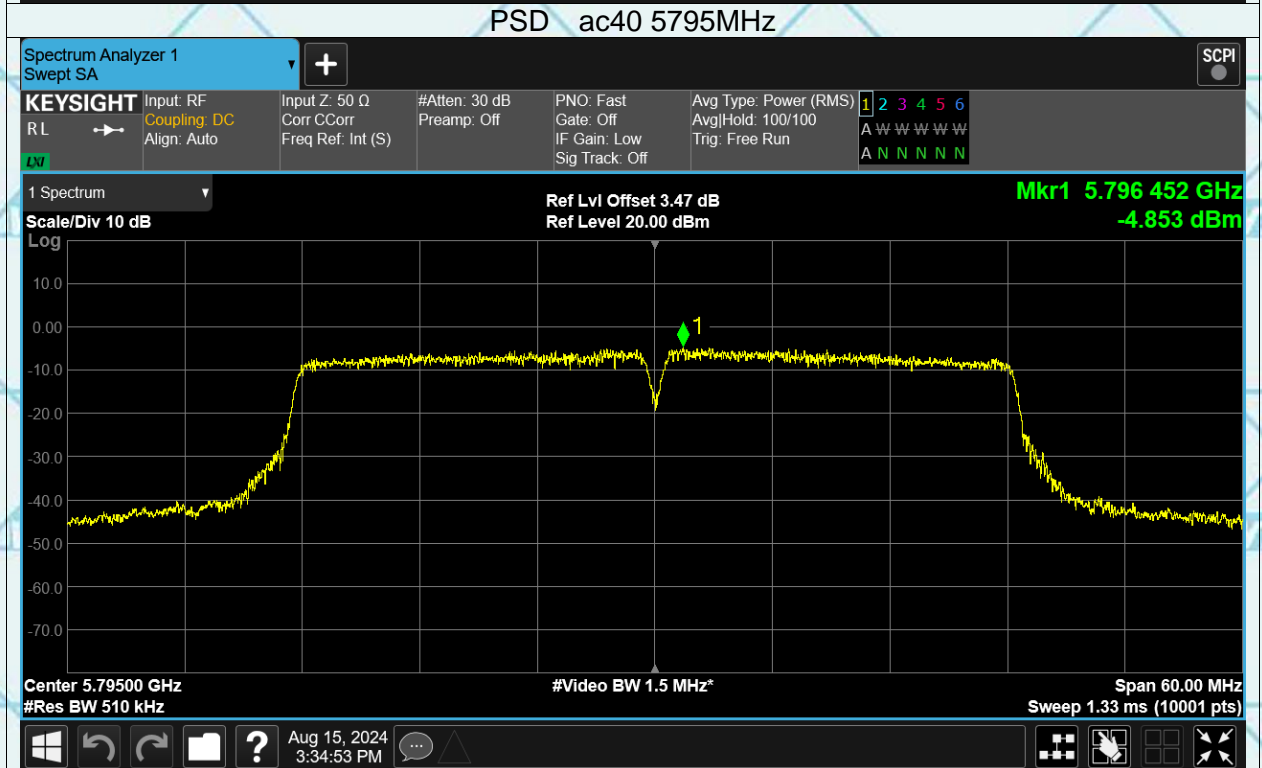 PSD ac40 5795MHz
Spectrum Analyzer 1
Swept SA
SCPI
KEYSIGHT
R L
LXI
Input: RF
Coupling: DC
Align: Auto
Input Z: 50 Ω
Corr CCorr
Freq Ref: Int (S)
#Atten: 30 dB
Preamp: Off
PNO: Fast
Gate: Off
IF Gain: Low
Sig Track: Off
Avg Type: Power (RMS)
Avg|Hold: 100/100
Trig: Free Run
1 2 3 4 5 6
A W W W W W
A N N N N N
1 Spectrum
Scale/Div 10 dB
Log
Ref Lvl Offset 3.47 dB
Ref Level 20.00 dBm
Mkr1 5.796 452 GHz
-4.853 dBm
1
10.0
0.00
-10.0
-20.0
-30.0
-40.0
-50.0
-60.0
-70.0
Center 5.79500 GHz
#Res BW 510 kHz
#Video BW 1.5 MHz*
Span 60.00 MHz
Sweep 1.33 ms (10001 pts)
?
Aug 15, 2024
3:34:53 PM